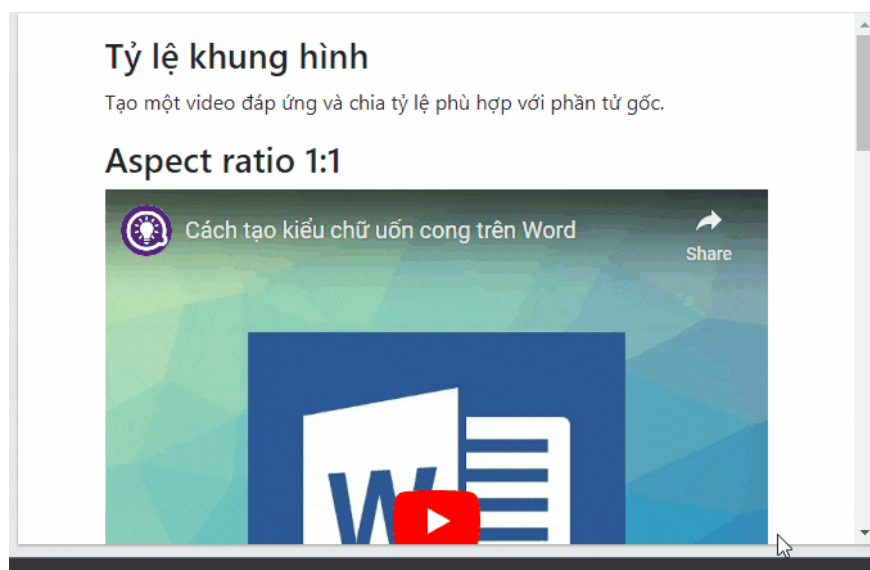 Tỷ lệ khung hình
Tạo một video đáp ứng và chia tỷ lệ phù hợp với phần tử gốc.
Aspect ratio 1:1
Cách tạo kiểu chữ uốn cong trên Word
Share
W